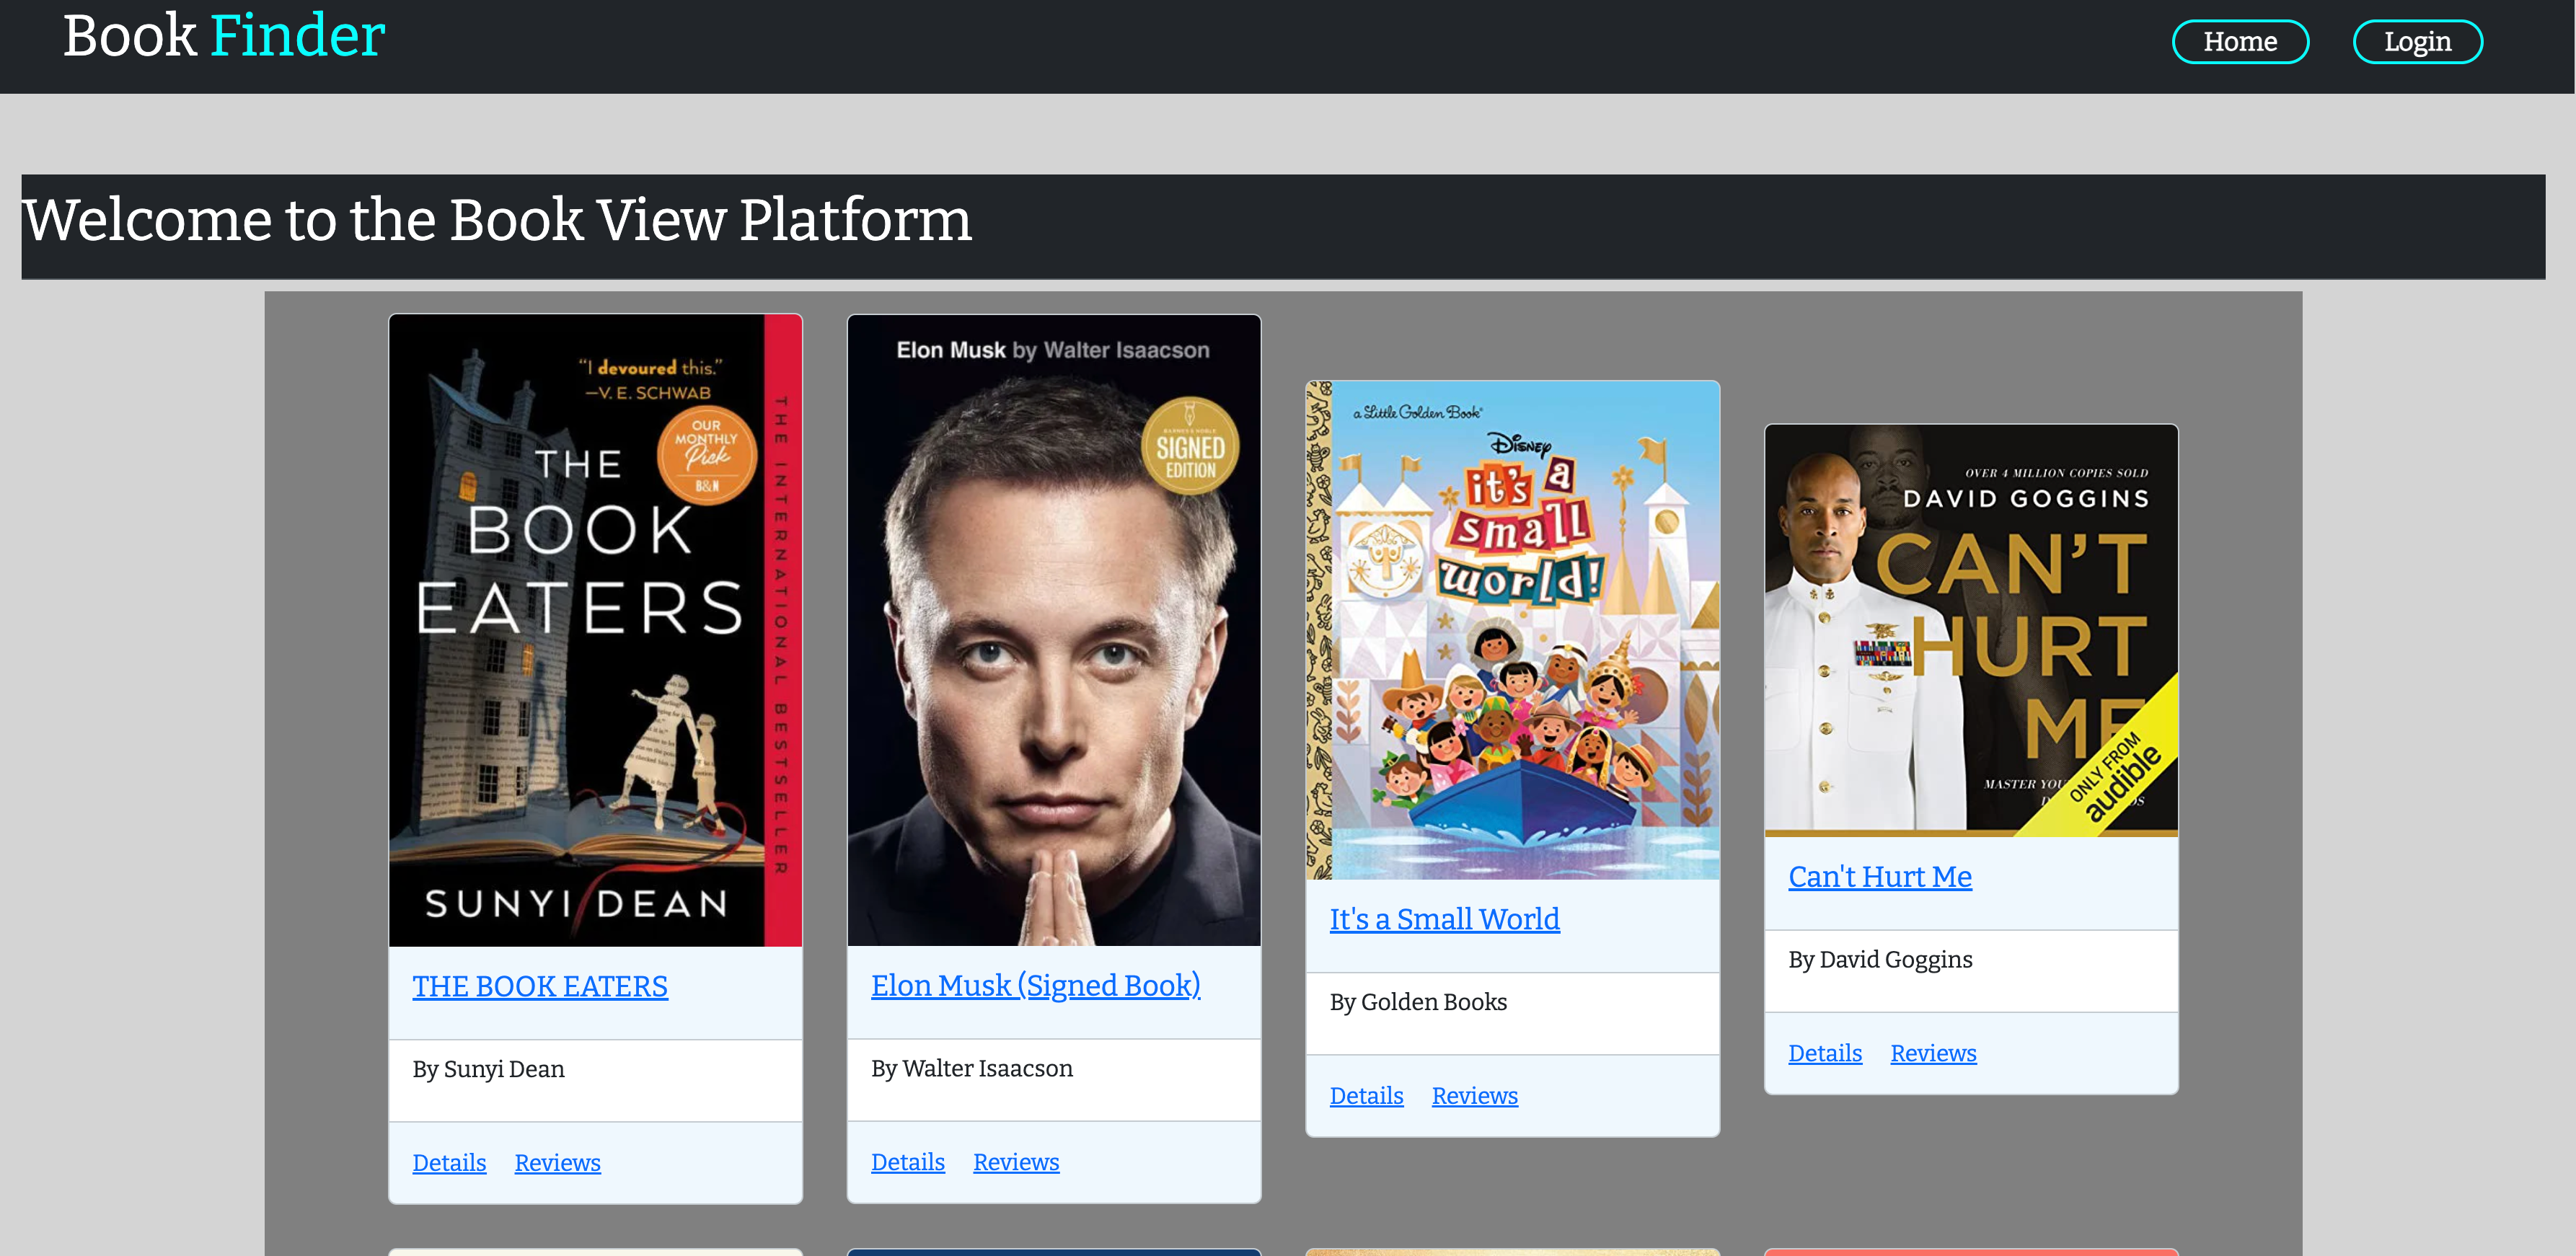 Book Finder
Home
Login
Welcome to the Book View Platform
"I devoured this."
—V. E. SCHWAB
OUR
MONTHLY
Pick
B&N
THE
BOOK
EATERS
SUNYI DEAN
THE INTERNATIONAL BESTSELLER
THE BOOK EATERS
By Sunyi Dean
Details Reviews
Elon Musk by Walter Isaacson
BARNES & NOBLE
SIGNED
EDITION
Elon Musk (Signed Book)
By Walter Isaacson
Details Reviews
a Little Golden Book®
Disney
it's a
small
world!
It's a Small World
By Golden Books
Details Reviews
OVER 4 MILLION COPIES SOLD
DAVID GOGGINS
CAN'T
HURT
ME
MASTER
ONLY FROM
audible
Can't Hurt Me
By David Goggins
Details Reviews